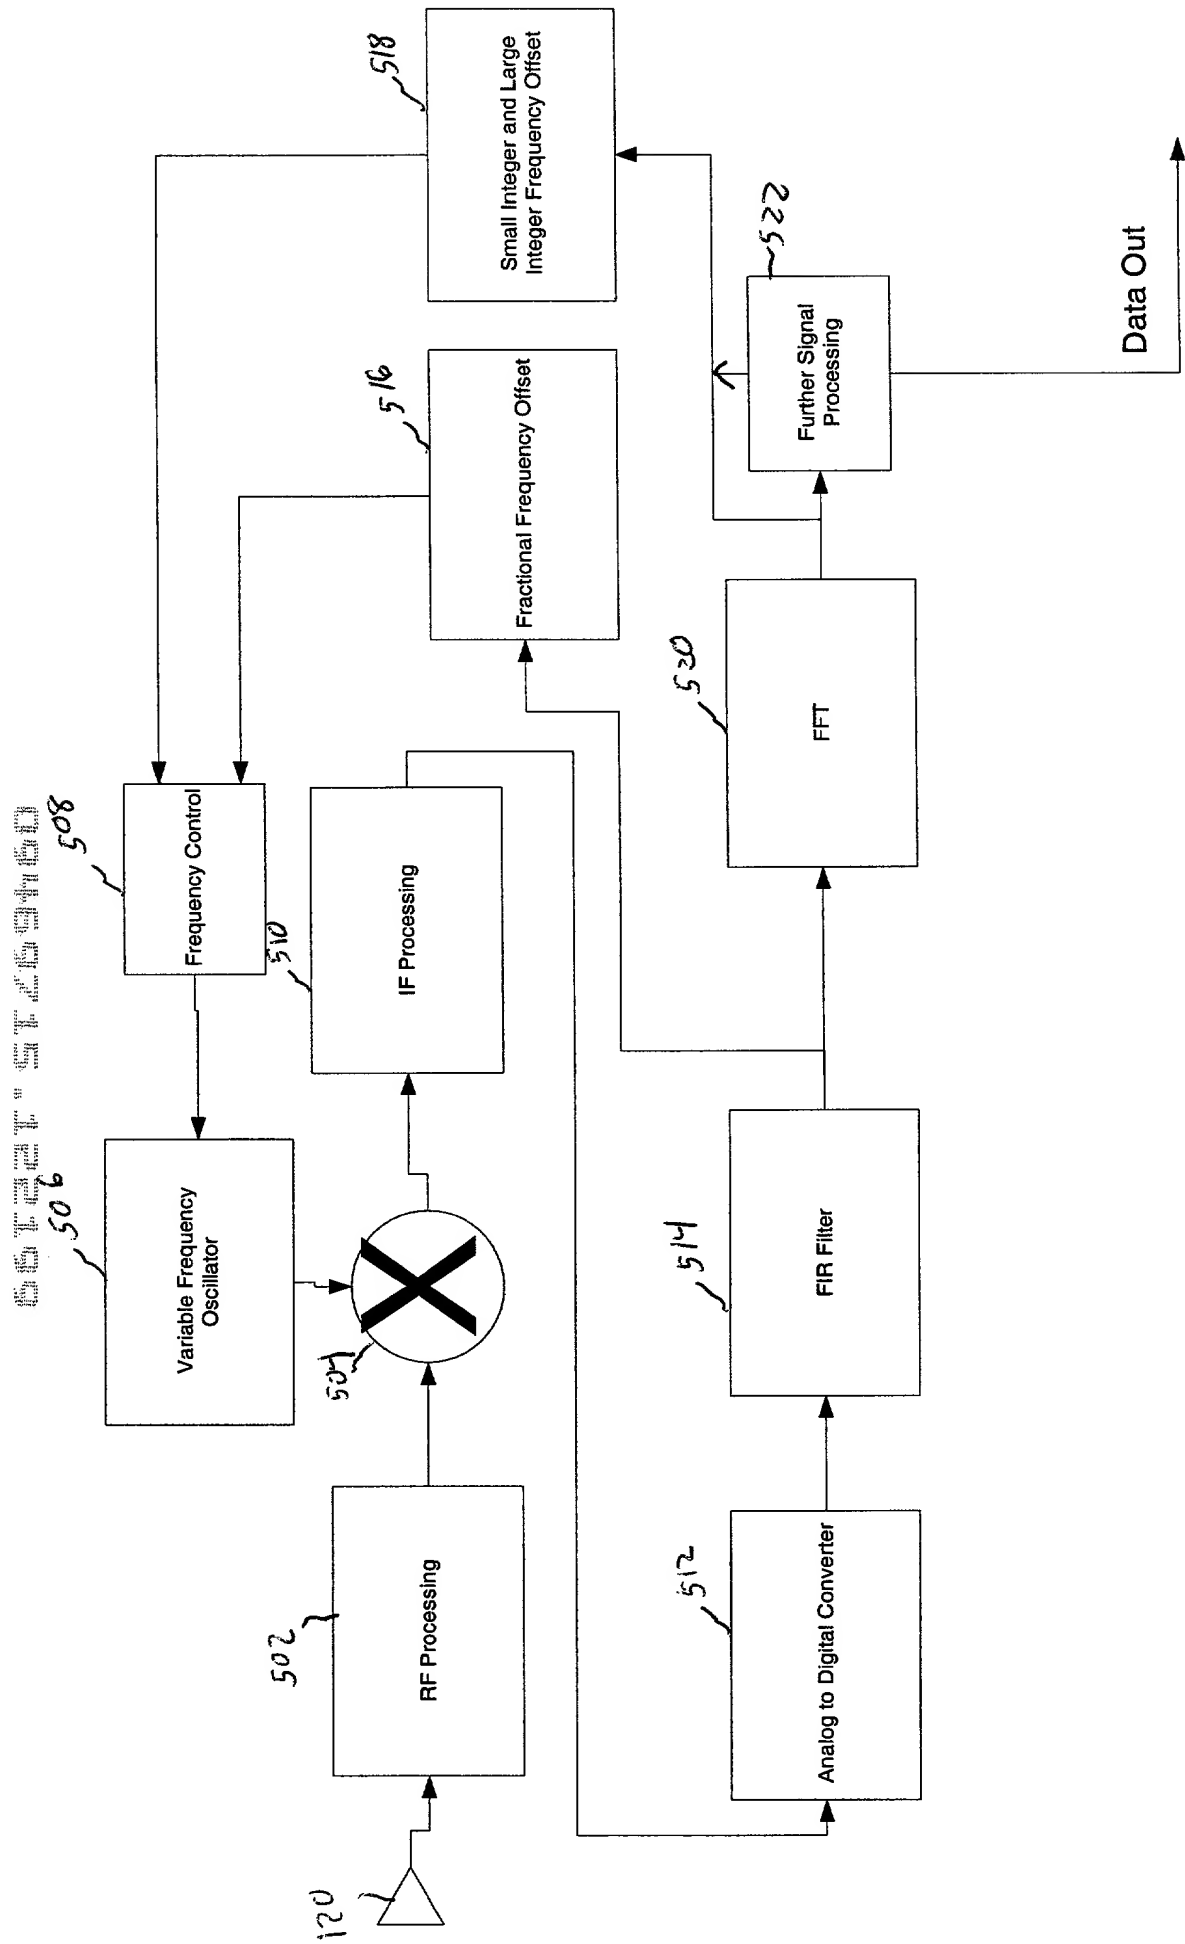 508
518
Frequency Control
506
Variable Frequency
Oscillator
510
IF Processing
516
Small Integer and Large
Integer Frequency Offset
Fractional Frequency Offset
504
502
RF Processing
120
512
Analog to Digital Converter
514
FIR Filter
520
FFT
522
Further Signal
Processing
Data Out